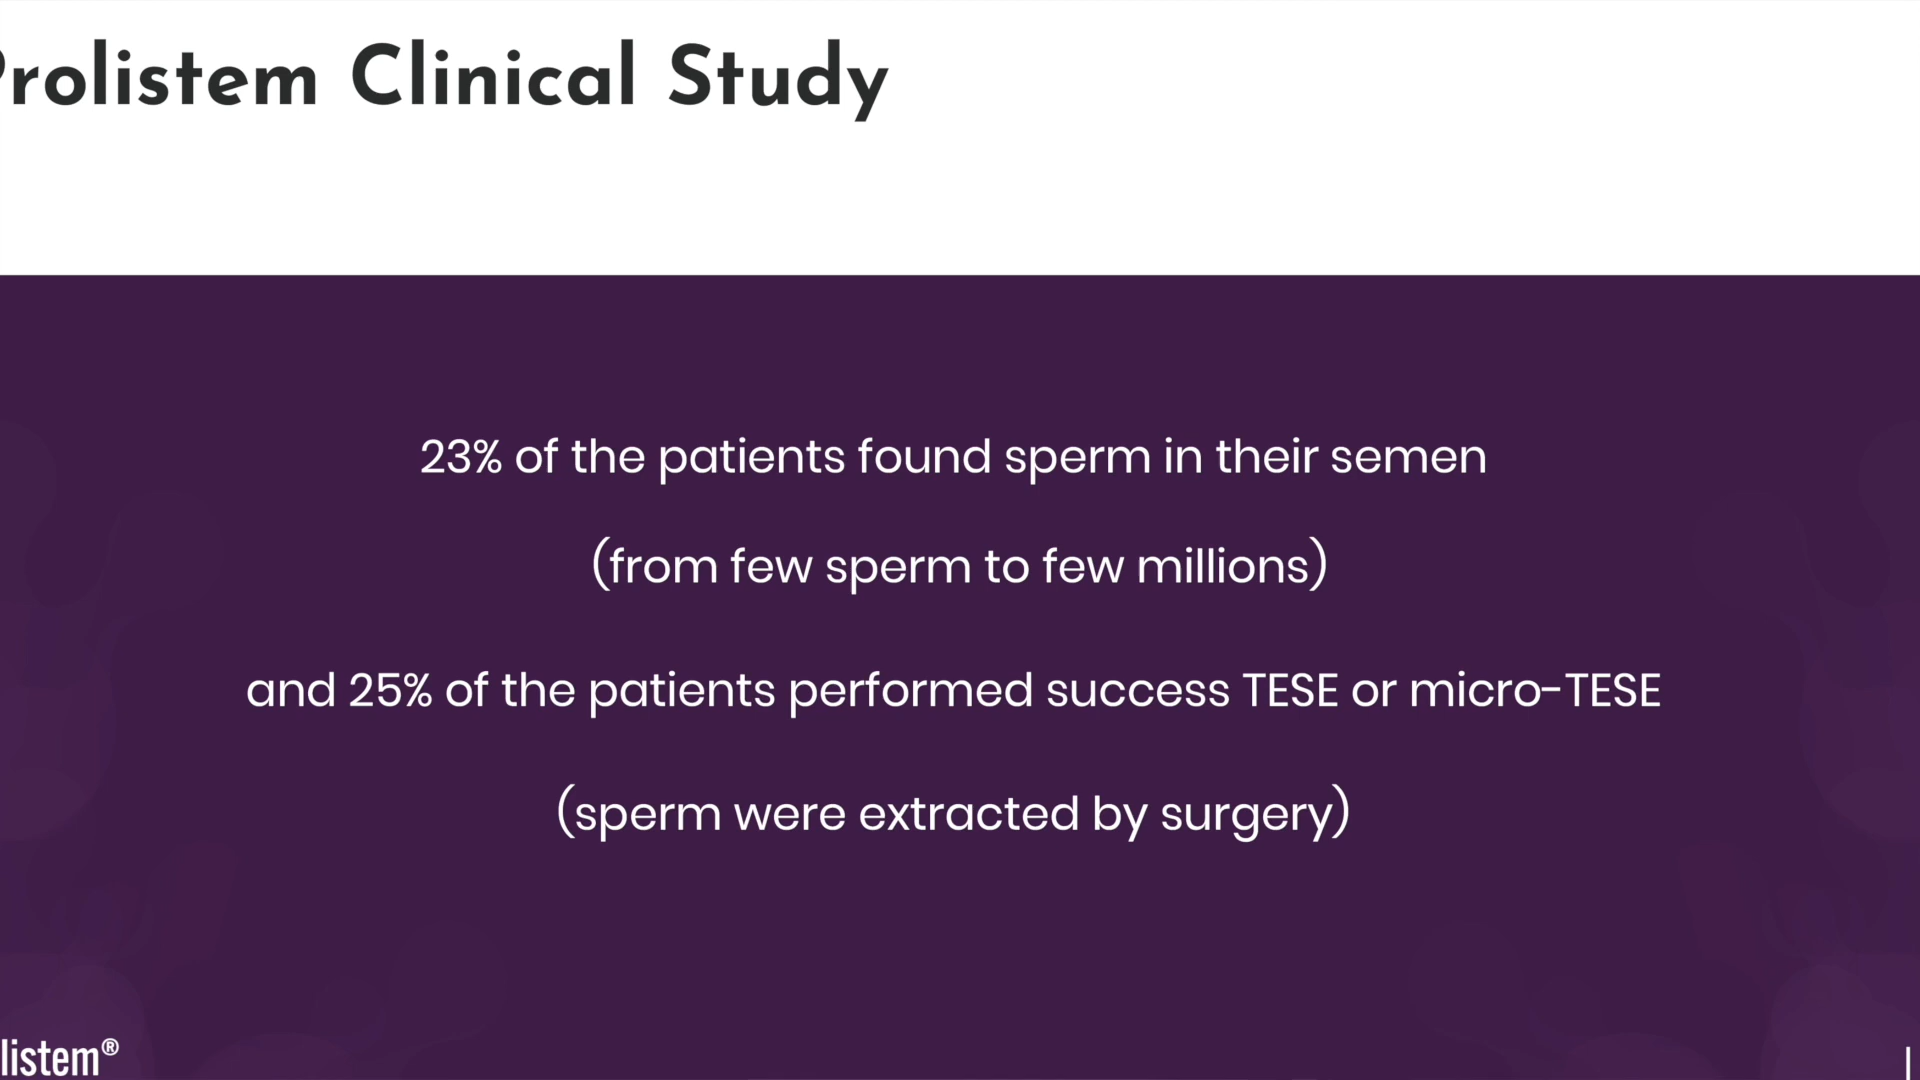 Prolistem Clinical Study
23% of the patients found sperm in their semen
(from few sperm to few millions)
and 25% of the patients performed success TESE or micro-TESE
(sperm were extracted by surgery)
listem®